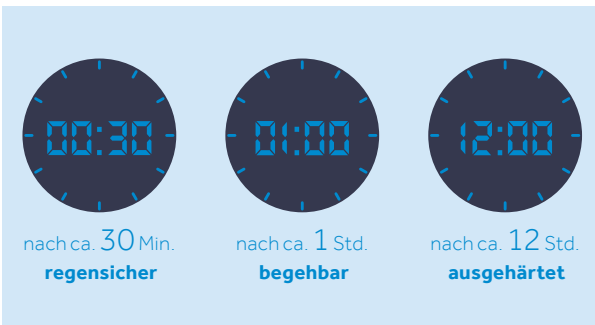 00:30
nach ca. 30 Min.
regensicher
01:00
nach ca. 1 Std.
begehbar
12:00
nach ca. 12 Std.
ausgehärtet